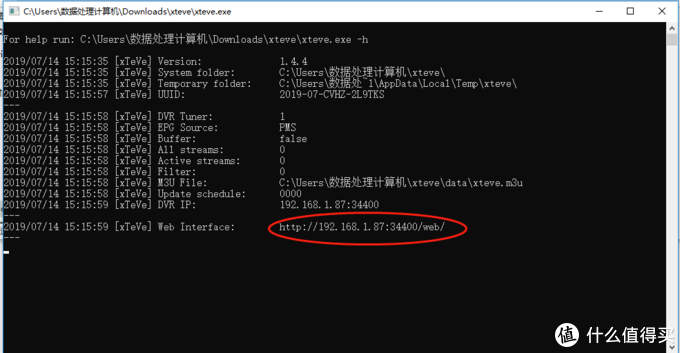 C:\Users\数据处理计算机\Downloads\xteve\xteve.exe
For help run: C:\Users\数据处理计算机\Downloads\xteve\xteve.exe -h
2019/07/14 15:15:35 [xTeVe] Version: 1.4.4
2019/07/14 15:15:35 [xTeVe] System folder: C:\Users\数据处理计算机\xteve\
2019/07/14 15:15:35 [xTeVe] Temporary folder: C:\Users\数据处~1\AppData\Local\Temp\xteve\
2019/07/14 15:15:57 [xTeVe] UUID: 2019-07-CVHZ-2L9TKS
---
2019/07/14 15:15:58 [xTeVe] DVR Tuner: 1
2019/07/14 15:15:58 [xTeVe] EPG Source: PMS
2019/07/14 15:15:58 [xTeVe] Buffer: false
2019/07/14 15:15:58 [xTeVe] All streams: 0
2019/07/14 15:15:58 [xTeVe] Active streams: 0
2019/07/14 15:15:58 [xTeVe] Filter: 0
2019/07/14 15:15:58 [xTeVe] M3U File: C:\Users\数据处理计算机\xteve\data\xteve.m3u
2019/07/14 15:15:58 [xTeVe] Update schedule: 0000
2019/07/14 15:15:59 [xTeVe] DVR IP: 192.168.1.87:34400
---
2019/07/14 15:15:59 [xTeVe] Web Interface: http://192.168.1.87:34400/web/
---
值 什么值得买